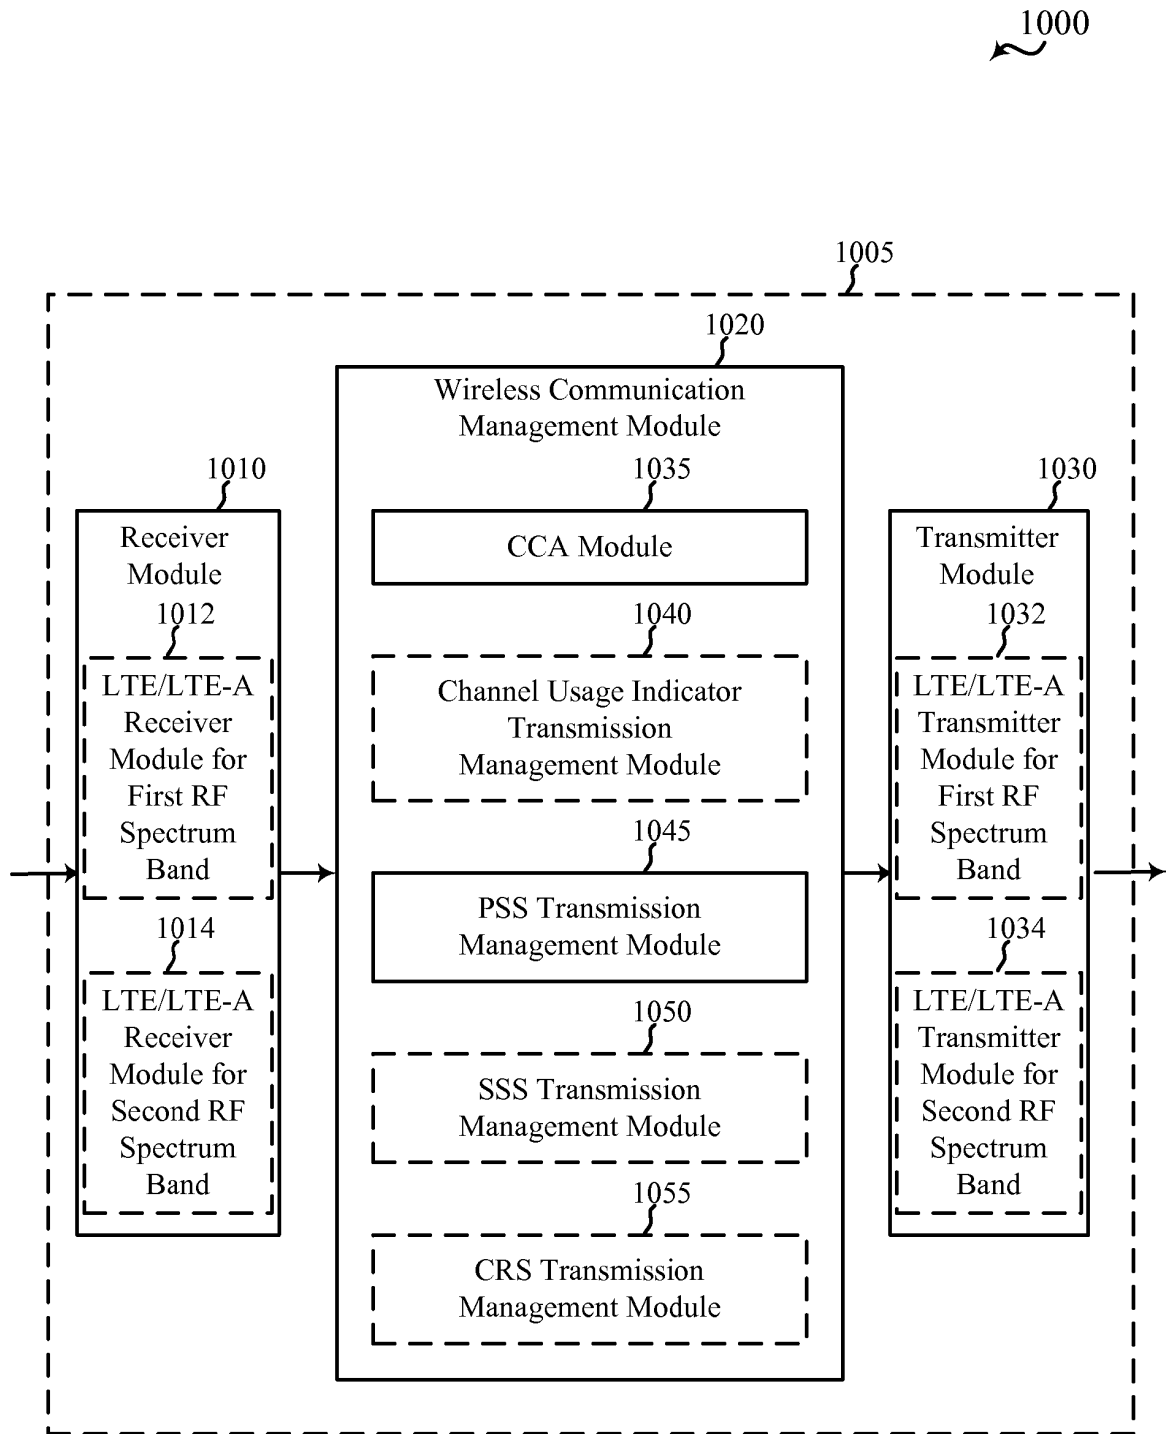 1000
1005
1020
Wireless Communication
Management Module
1010
Receiver
Module
1012
LTE/LTE-A
Receiver
Module for
First RF
Spectrum
Band
1014
LTE/LTE-A
Receiver
Module for
Second RF
Spectrum
Band
1035
CCA Module
1040
Channel Usage Indicator
Transmission
Management Module
1045
PSS Transmission
Management Module
1050
SSS Transmission
Management Module
1055
CRS Transmission
Management Module
1030
Transmitter
Module
1032
LTE/LTE-A
Transmitter
Module for
First RF
Spectrum
Band
1034
LTE/LTE-A
Transmitter
Module for
Second RF
Spectrum
Band